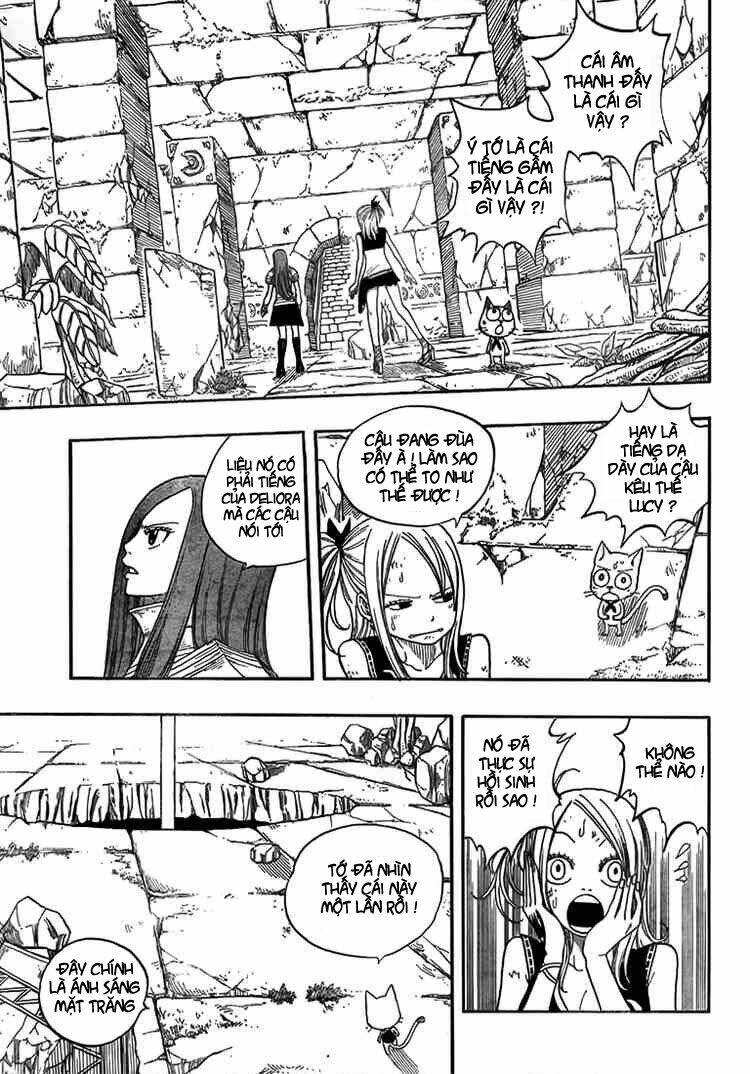 CÁI ÂM
THANH ĐẤY
LÀ CÁI GÌ
VẬY ?
Ý TỚ LÀ CÁI
TIẾNG GẦM
ĐẤY LÀ CÁI
GÌ VẬY ?!
HAY LÀ
TIẾNG DẠ
DÀY CỦA CẬU
KÊU THẾ
LUCY ?
CẬU ĐANG ĐÙA
ĐẤY À ! LÀM SAO
CÓ THỂ TO NHƯ
THẾ ĐƯỢC !
LIỆU NÓ CÓ
PHẢI TIẾNG
CỦA DELIORA
MÀ CÁC CẬU
NÓI TỚI
KHÔNG
THỂ NÀO !
NÓ ĐÃ
THỰC SỰ
HỒI SINH
RỒI SAO !
TỚ ĐÃ NHÌN
THẤY CÁI NÀY
MỘT LẦN RỒI !
ĐÂY CHÍNH
LÀ ÁNH SÁNG
MẶT TRĂNG